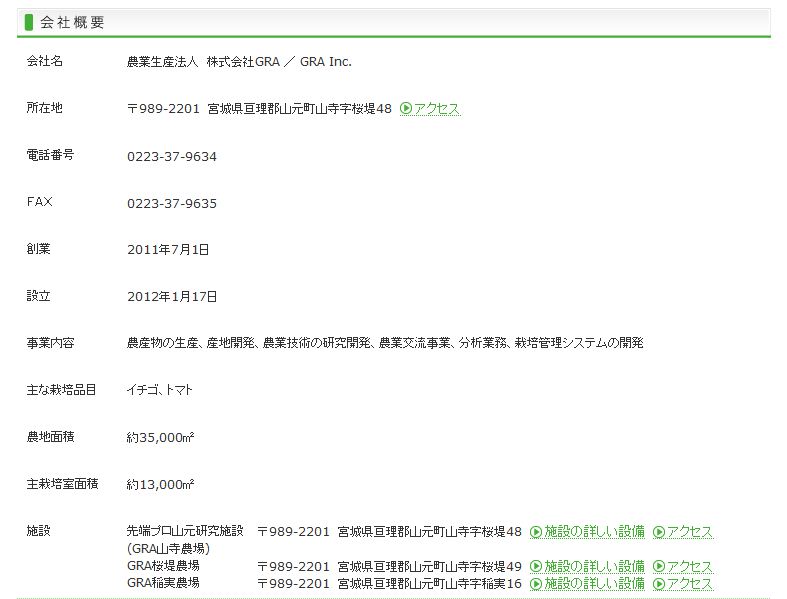 会社概要
会社名 農業生産法人 株式会社GRA ／ GRA Inc.
所在地 〒989-2201 宮城県亘理郡山元町山寺字桜堤48 アクセス
電話番号 0223-37-9634
FAX 0223-37-9635
創業 2011年7月1日
設立 2012年1月17日
事業内容 農産物の生産、産地開発、農業技術の研究開発、農業交流事業、分析業務、栽培管理システムの開発
主な栽培品目 イチゴ、トマト
農地面積 約35,000㎡
主栽培室面積 約13,000㎡
施設 先端プロ山元研究施設 〒989-2201 宮城県亘理郡山元町山寺字桜堤48 施設の詳しい設備 アクセス
(GRA山寺農場)
GRA桜堤農場 〒989-2201 宮城県亘理郡山元町山寺字桜堤49 施設の詳しい設備 アクセス
GRA稲実農場 〒989-2201 宮城県亘理郡山元町山寺字稲実16 施設の詳しい設備 アクセス